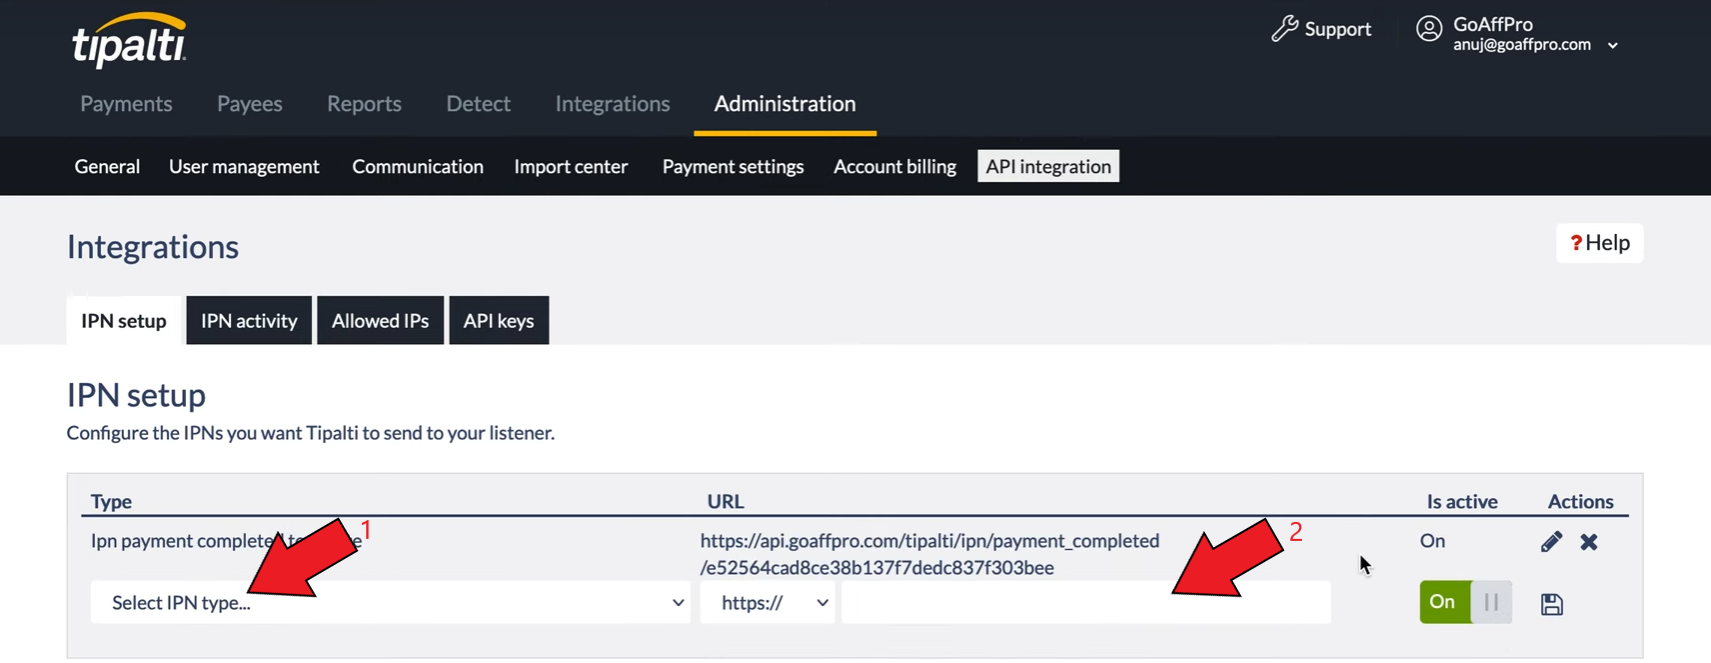 tipalti
Support
GoAffPro
anuj@goaffpro.com
Payments Payees Reports Detect Integrations Administration
General User management Communication Import center Payment settings Account billing API integration
Integrations
? Help
IPN setup IPN activity Allowed IPs API keys
IPN setup
Configure the IPNs you want Tipalti to send to your listener.
Type URL Is active Actions
Ipn payment completed
1
https://api.goaffpro.com/tipalti/ipn/payment_completed
/e52564cad8ce38b137f7dedc837f303bee
2
On
Select IPN type... https:// On